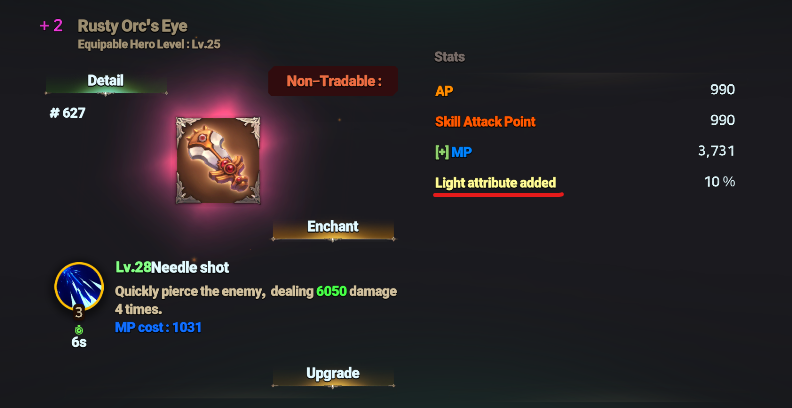 +2 Rusty Orc's Eye
Equipable Hero Level : Lv.25
Detail
Non-Tradable :
# 627
Enchant
Lv.28Needle shot
Quickly pierce the enemy, dealing 6050 damage
4 times.
MP cost : 1031
3
6s
Upgrade
Stats
AP 990
Skill Attack Point 990
[+] MP 3,731
Light attribute added 10 %